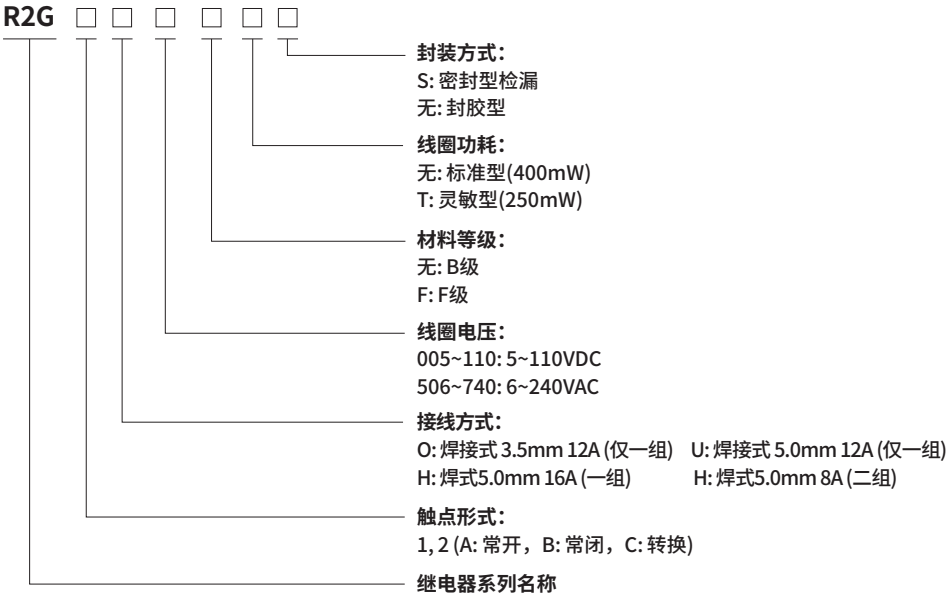 R2G □ □ □ □ □ □
封装方式：
S: 密封型检漏
无: 封胶型
线圈功耗：
无: 标准型(400mW)
T: 灵敏型(250mW)
材料等级：
无: B级
F: F级
线圈电压：
005~110: 5~110VDC
506~740: 6~240VAC
接线方式：
O: 焊接式 3.5mm 12A (仅一组) U: 焊接式 5.0mm 12A (仅一组)
H: 焊式5.0mm 16A (一组) H: 焊式5.0mm 8A (二组)
触点形式：
1, 2 (A: 常开，B: 常闭，C: 转换)
继电器系列名称